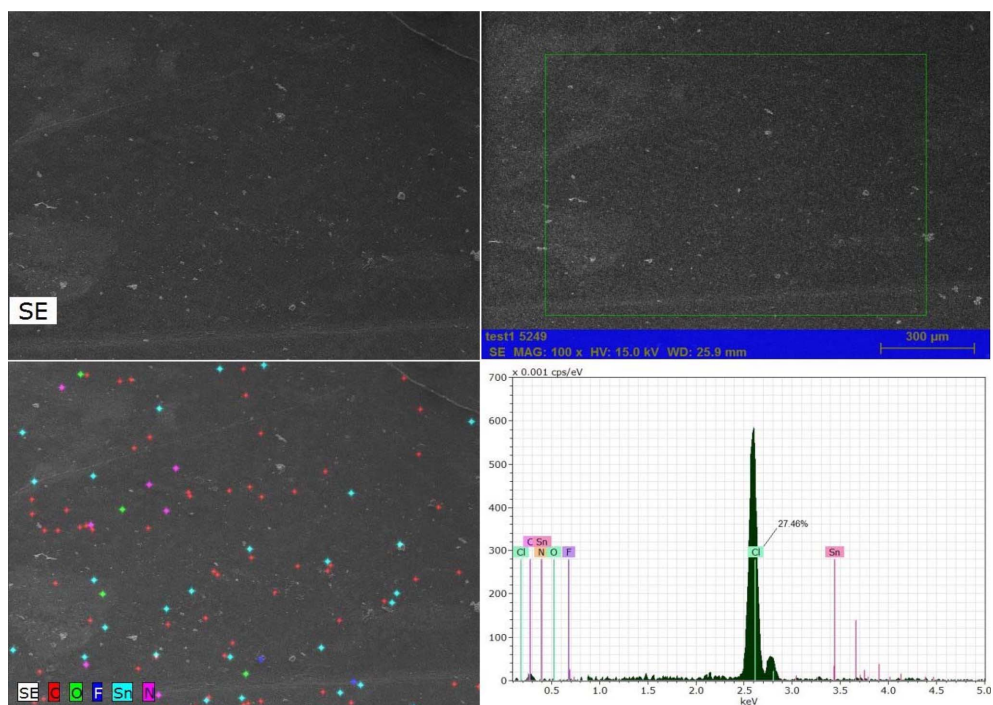 SE
test1 5249
SE MAG: 100 x HV: 15.0 kV WD: 25.9 mm
300 µm
SE C O F Sn N
x 0.001 cps/eV
700
600
500
400
300
200
100
0
27.46%
C Sn
Cl N O F Cl Sn
0.5 1.0 1.5 2.0 2.5 3.0 3.5 4.0 4.5 5.0
keV